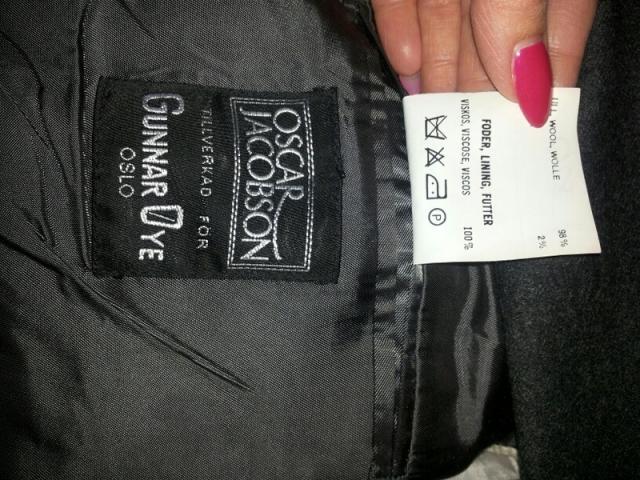 OSCAR
JACOBSON
TILLVERKAD FÖR
GUNNAR ØYE
OSLO
WOOL, WOLLE 98%
2%
FODER, LINING, FUTTER
VISKOS, VISCOSE, VISCOS 100%
P